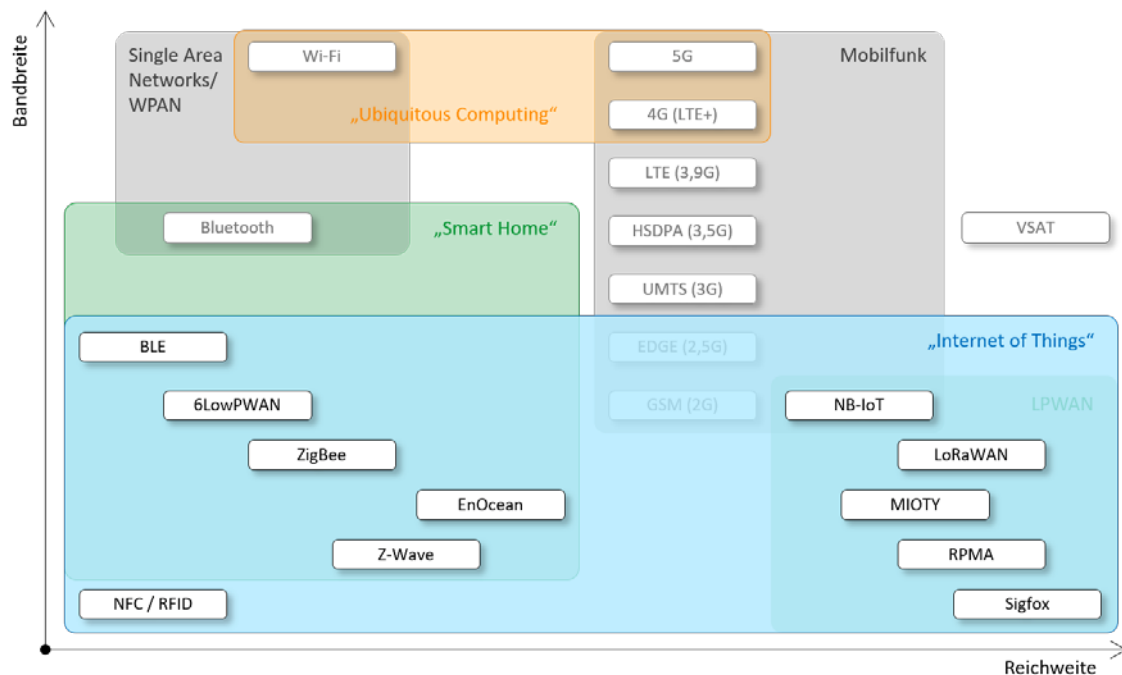 Bandbreite
Single Area
Networks/
WPAN
Wi-Fi
„Ubiquitous Computing“
5G
Mobilfunk
4G (LTE+)
LTE (3,9G)
Bluetooth
„Smart Home“
HSDPA (3,5G)
VSAT
UMTS (3G)
BLE
EDGE (2,5G)
„Internet of Things“
6LowPWAN
GSM (2G)
NB-IoT
LPWAN
ZigBee
LoRaWAN
EnOcean
MIOTY
Z-Wave
RPMA
NFC / RFID
Sigfox
Reichweite